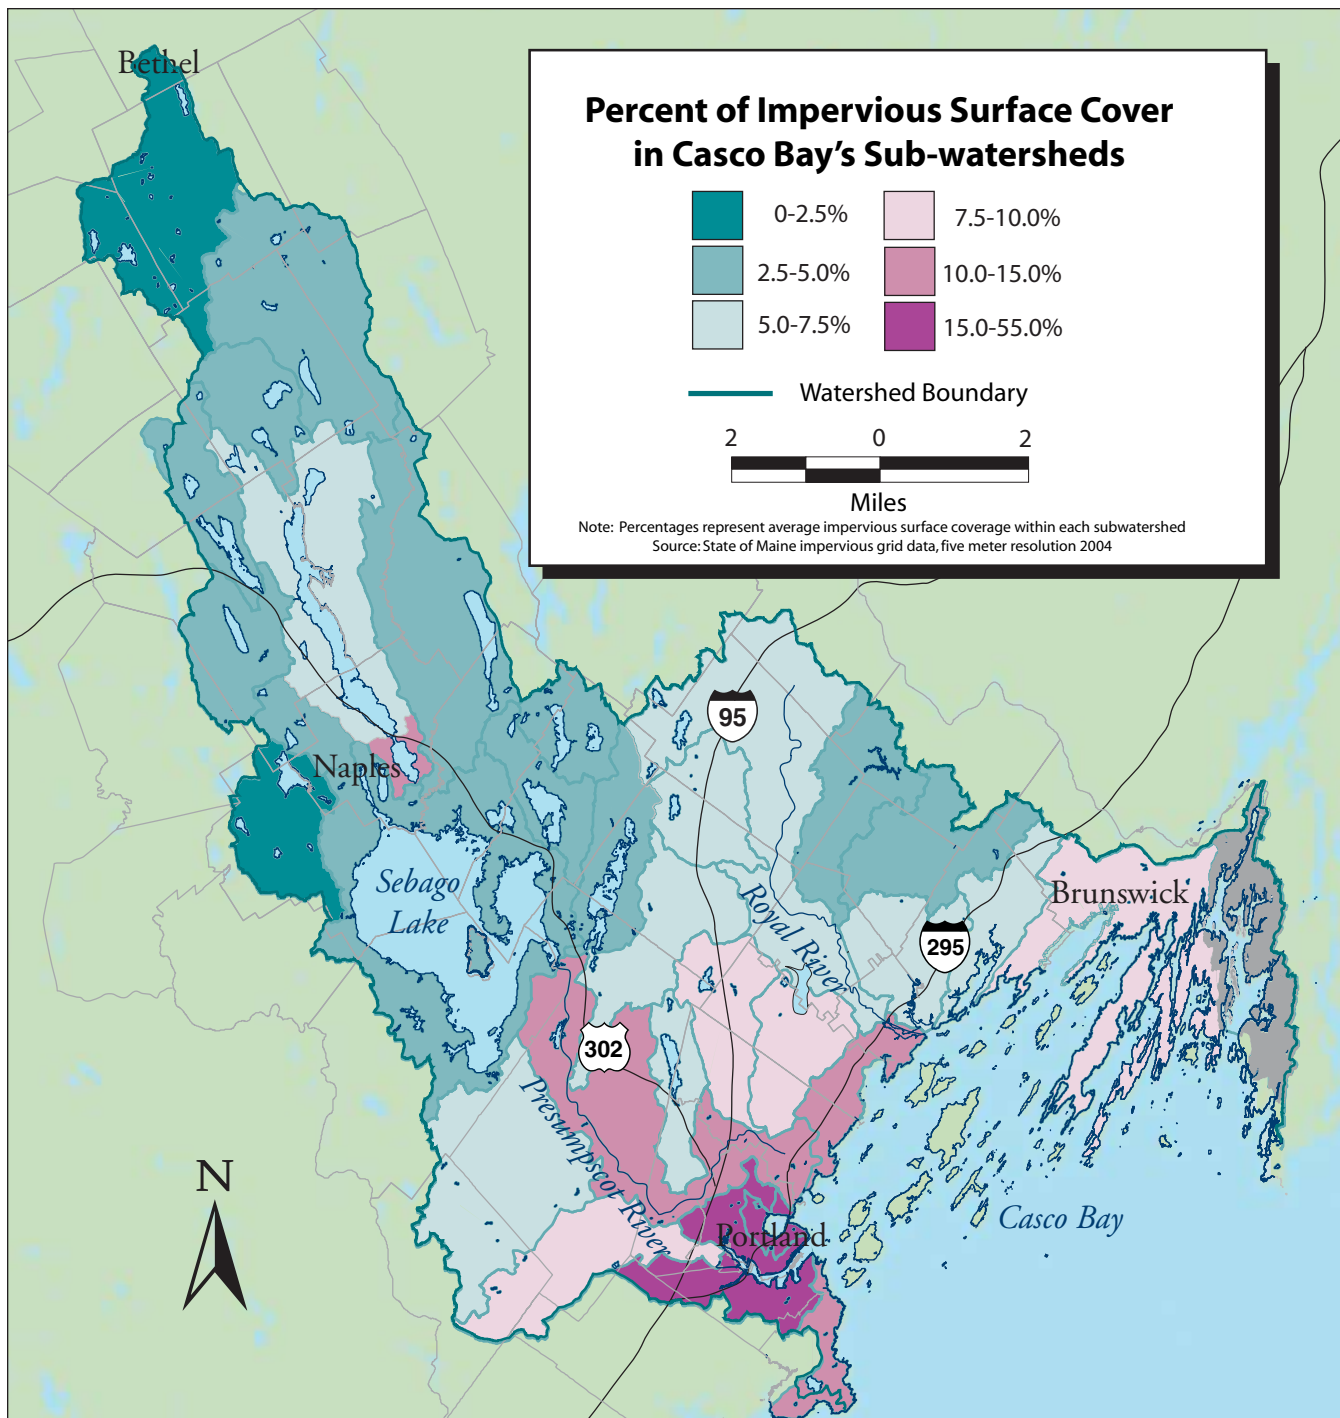 Bethel
Percent of Impervious Surface Cover
in Casco Bay's Sub-watersheds
0-2.5%
7.5-10.0%
2.5-5.0%
10.0-15.0%
5.0-7.5%
15.0-55.0%
Watershed Boundary
2 0 2
Miles
Note: Percentages represent average impervious surface coverage within each subwatershed
Source: State of Maine impervious grid data, five meter resolution 2004
95
Naples
Sebago
Lake
Royal River
Brunswick
295
302
Presumpscot River
N
Portland
Casco Bay